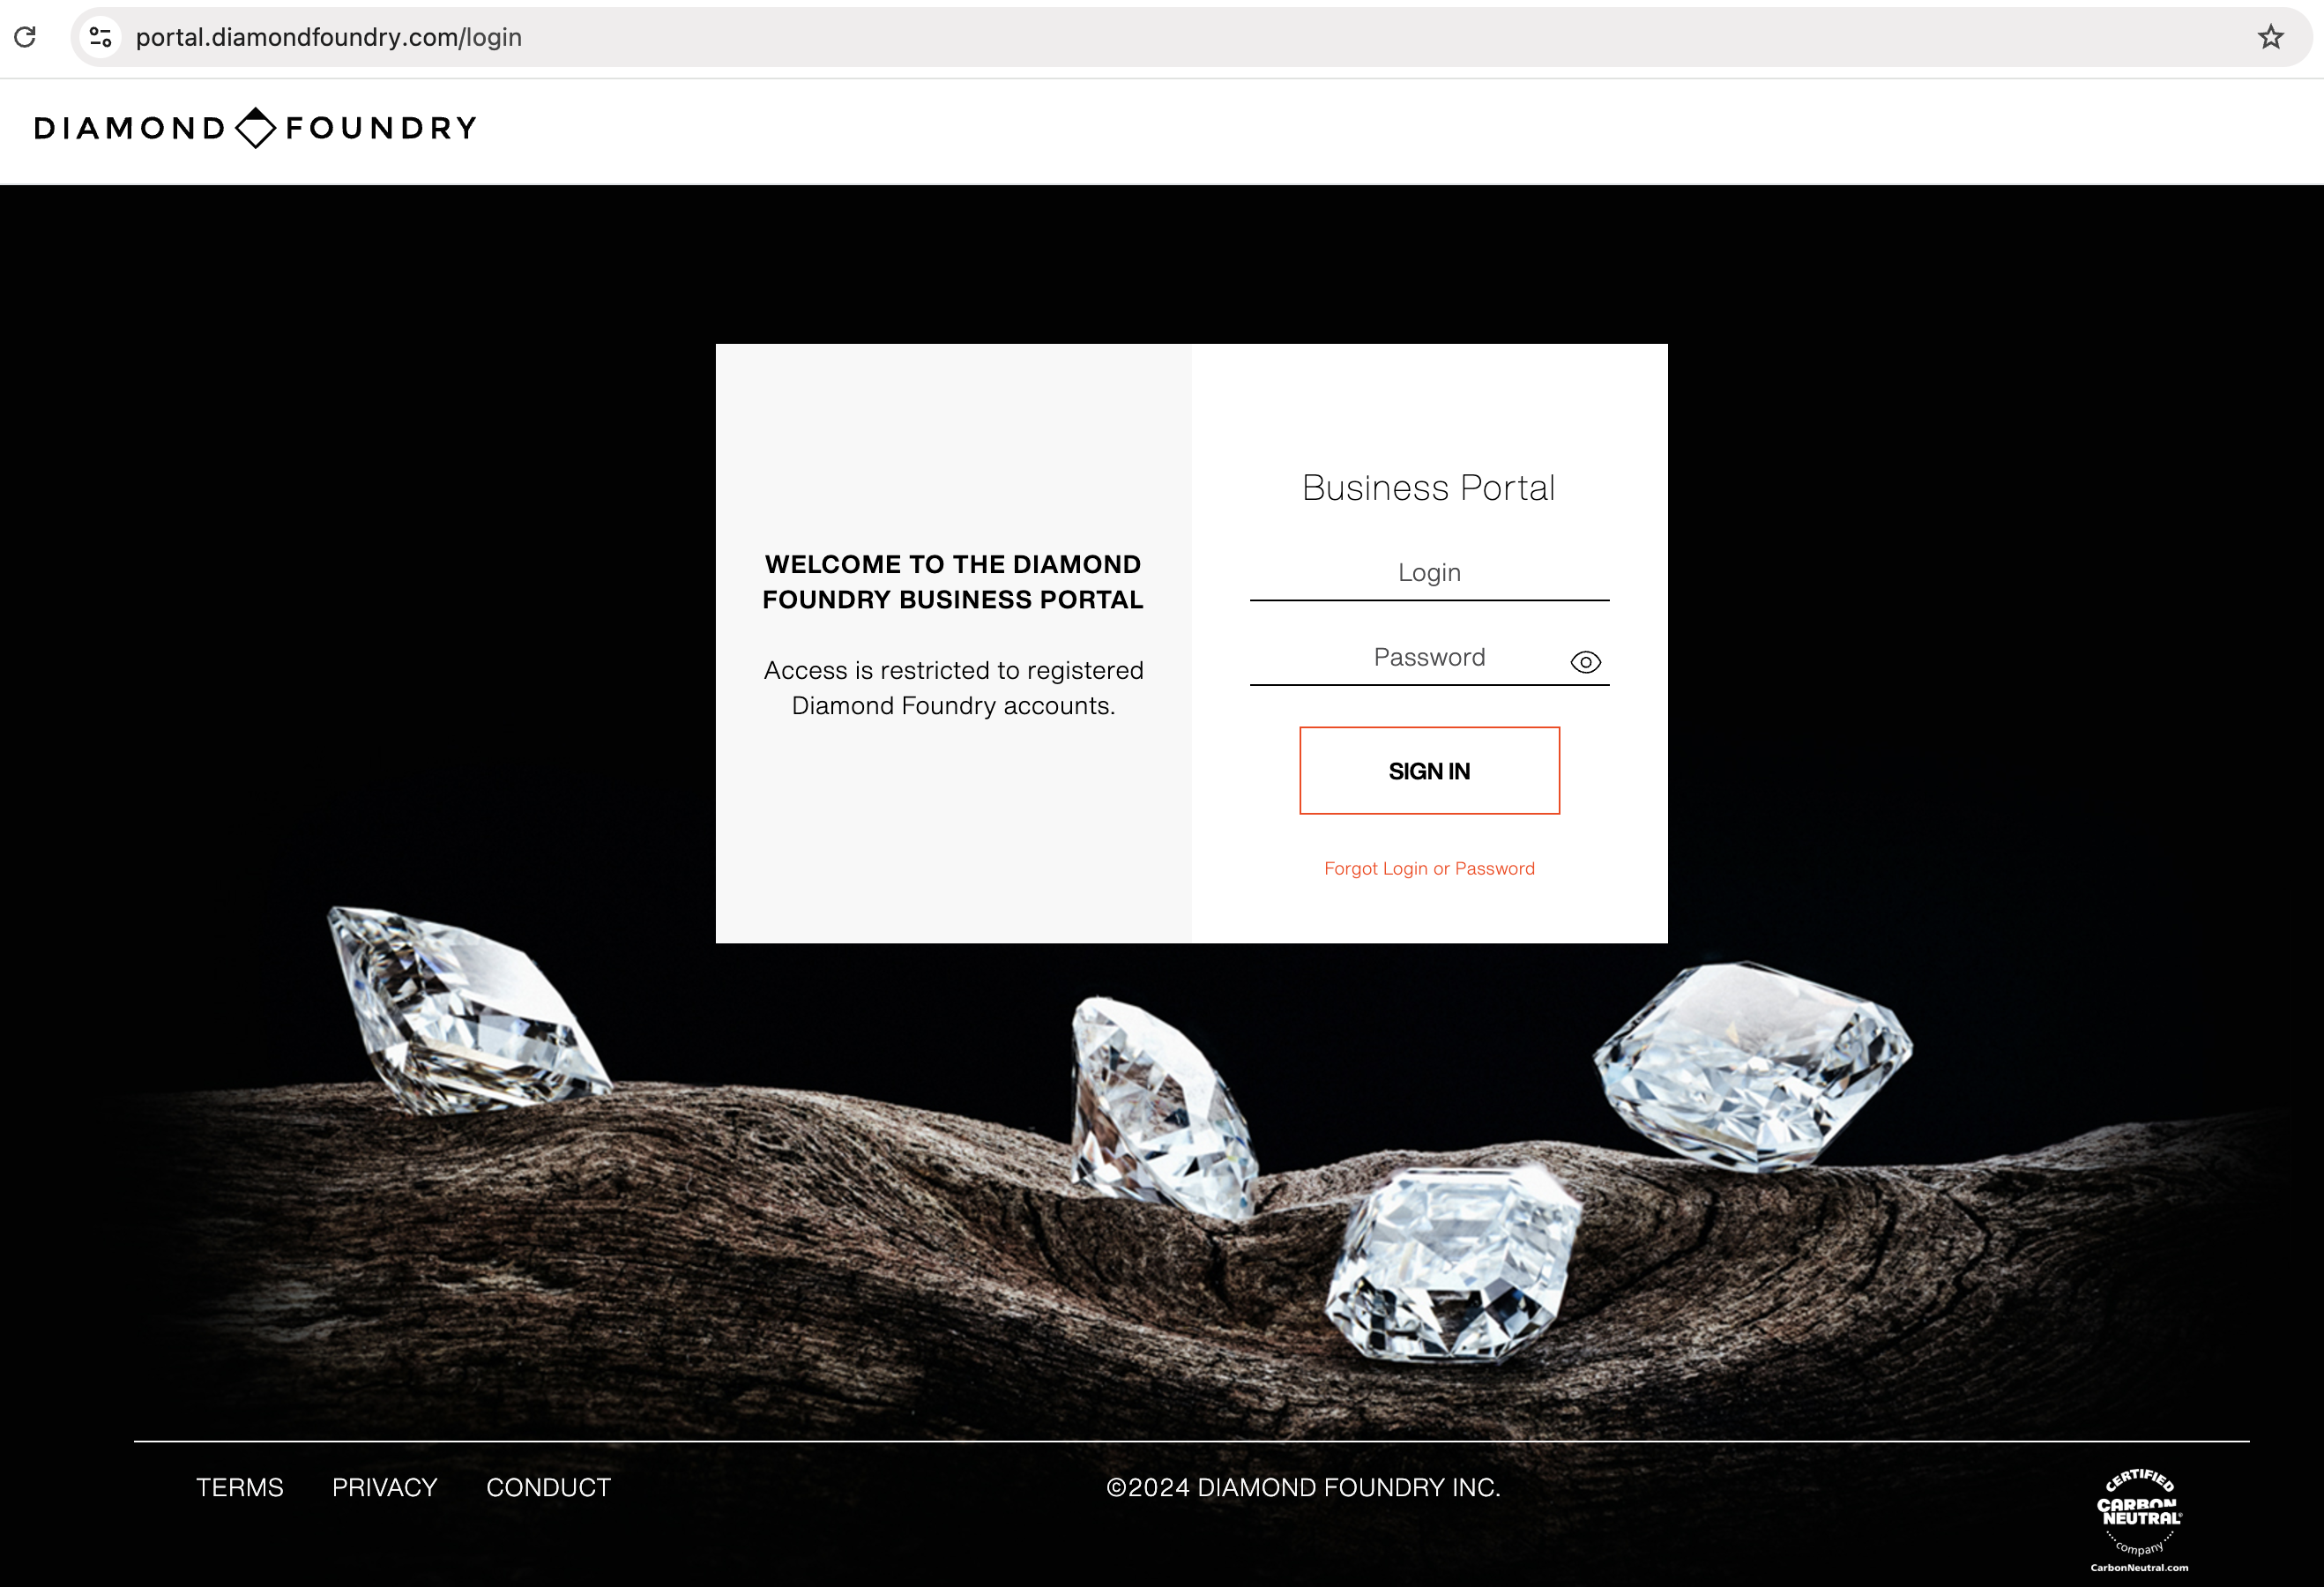 portal.diamondfoundry.com/login
DIAMOND FOUNDRY
WELCOME TO THE DIAMOND
FOUNDRY BUSINESS PORTAL
Access is restricted to registered
Diamond Foundry accounts.
Business Portal
Login
Password
SIGN IN
Forgot Login or Password
TERMS PRIVACY CONDUCT
©2024 DIAMOND FOUNDRY INC.
CERTIFIED
CARBON
NEUTRAL®
company
CarbonNeutral.com